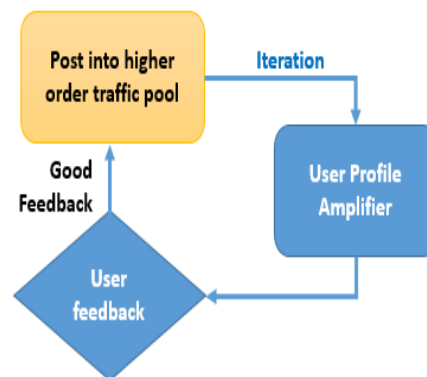 Post into higher
order traffic pool
Iteration
User Profile
Amplifier
Good
Feedback
User
feedback